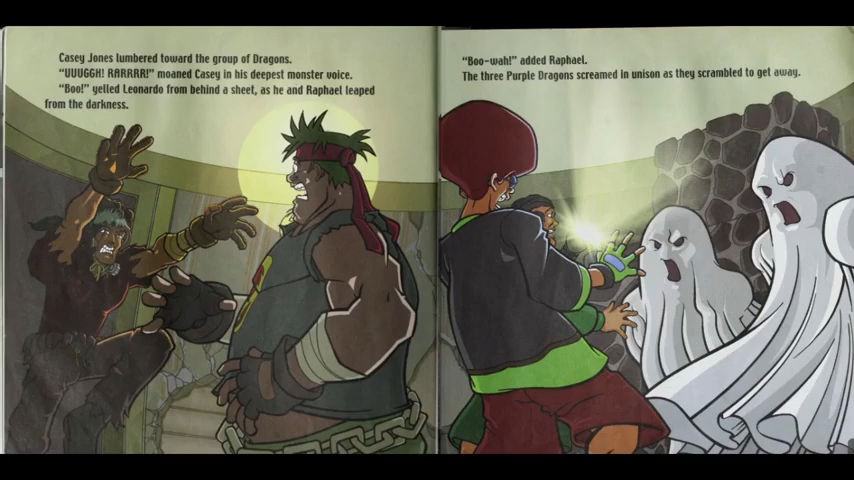 Casey Jones lumbered toward the group of Dragons.
“UUUGGH! RARRRR!” moaned Casey in his deepest monster voice.
“Boo!” yelled Leonardo from behind a sheet, as he and Raphael leaped
from the darkness.
“Boo-wah!” added Raphael.
The three Purple Dragons screamed in unison as they scrambled to get away.